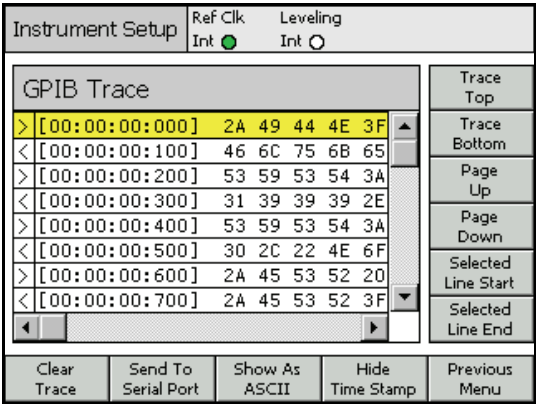 Instrument Setup
Ref Clk Leveling
Int Int
GPIB Trace
> [00:00:00:000] 2A 49 44 4E 3F
< [00:00:00:100] 46 6C 75 6B 65
> [00:00:00:200] 53 59 53 54 3A
< [00:00:00:300] 31 39 39 39 2E
> [00:00:00:400] 53 59 53 54 3A
< [00:00:00:500] 30 2C 22 4E 6F
> [00:00:00:600] 2A 45 53 52 20
< [00:00:00:700] 2A 45 53 52 3F
Trace
Top
Trace
Bottom
Page
Up
Page
Down
Selected
Line Start
Selected
Line End
Clear
Trace
Send To
Serial Port
Show As
ASCII
Hide
Time Stamp
Previous
Menu